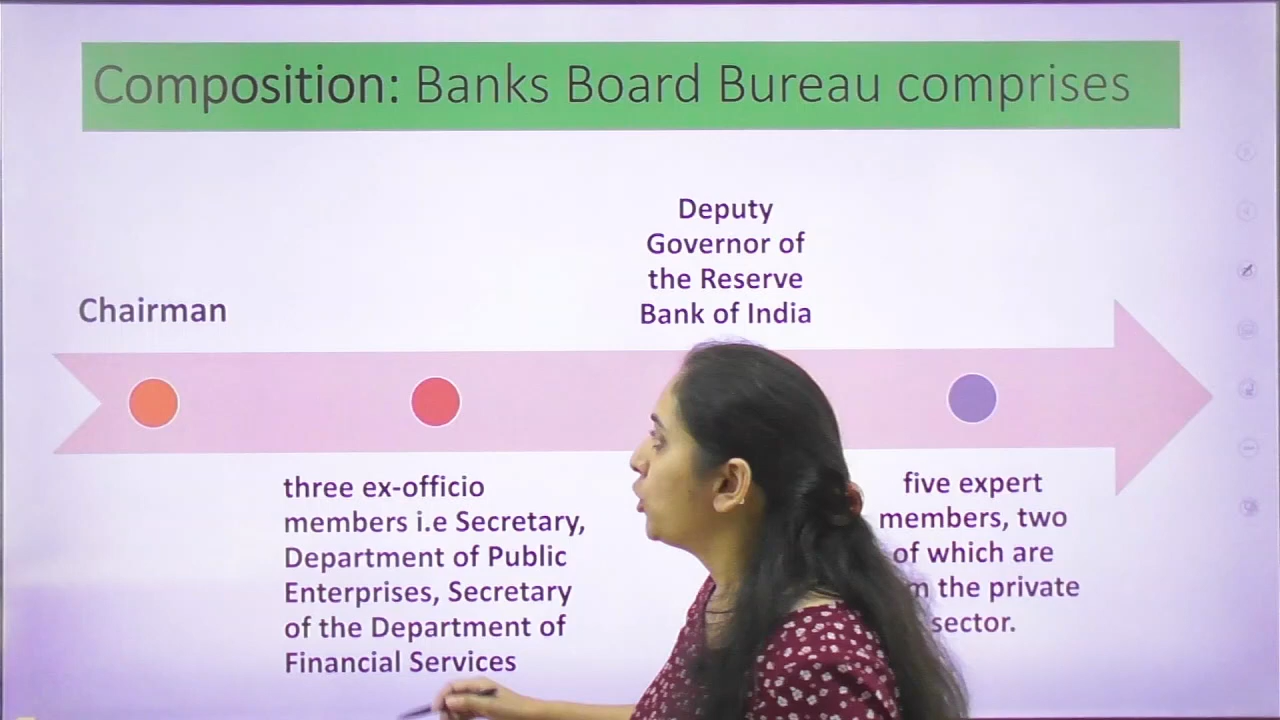 Composition: Banks Board Bureau comprises
Chairman
three ex-officio
members i.e Secretary,
Department of Public
Enterprises, Secretary
of the Department of
Financial Services
Deputy
Governor of
the Reserve
Bank of India
five expert
members, two
of which are
the private
sector.